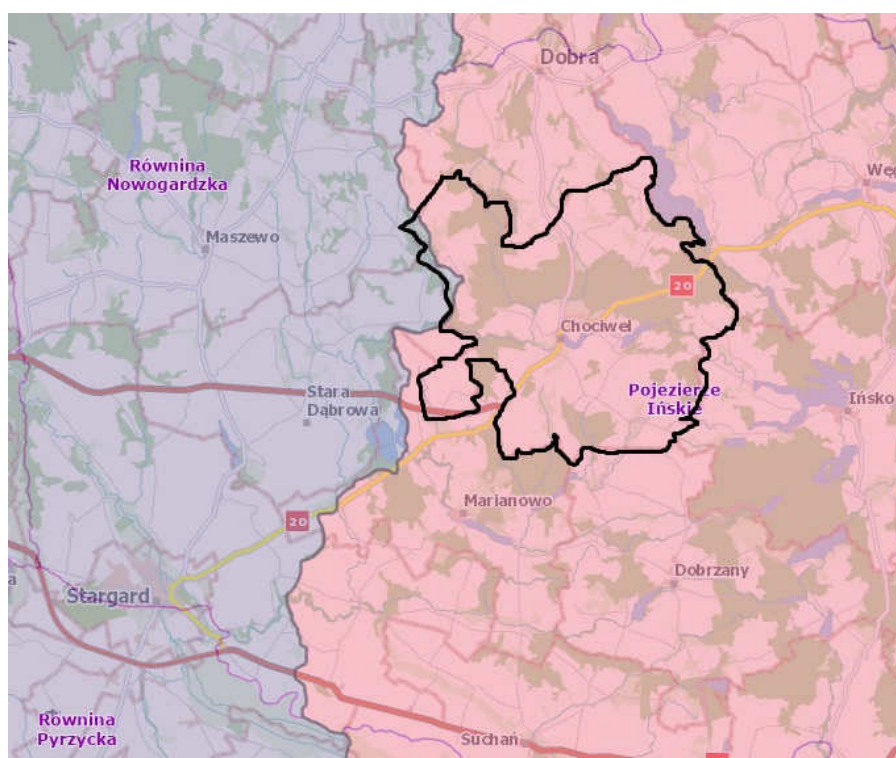 Dobra
Równina
Nowogardzka
Węg
Maszewo
20
Chociwel
Stara
Dąbrowa
Pojezierze
Ińskie
Ińsko
Marianowo
20
Dobrzany
a
Stargard
Równina
Pyrzycka
Suchań